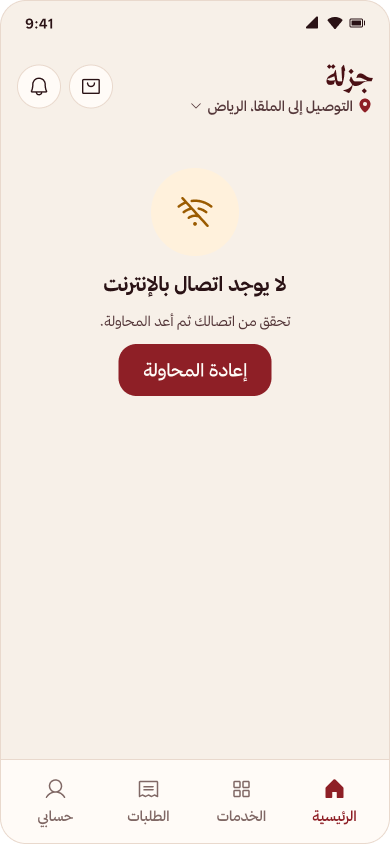 9:41
جزلة
التوصيل إلى الملقا، الرياض
لا يوجد اتصال بالإنترنت
تحقق من اتصالك ثم أعد المحاولة.
إعادة المحاولة
الرئيسية
الخدمات
الطلبات
حسابي